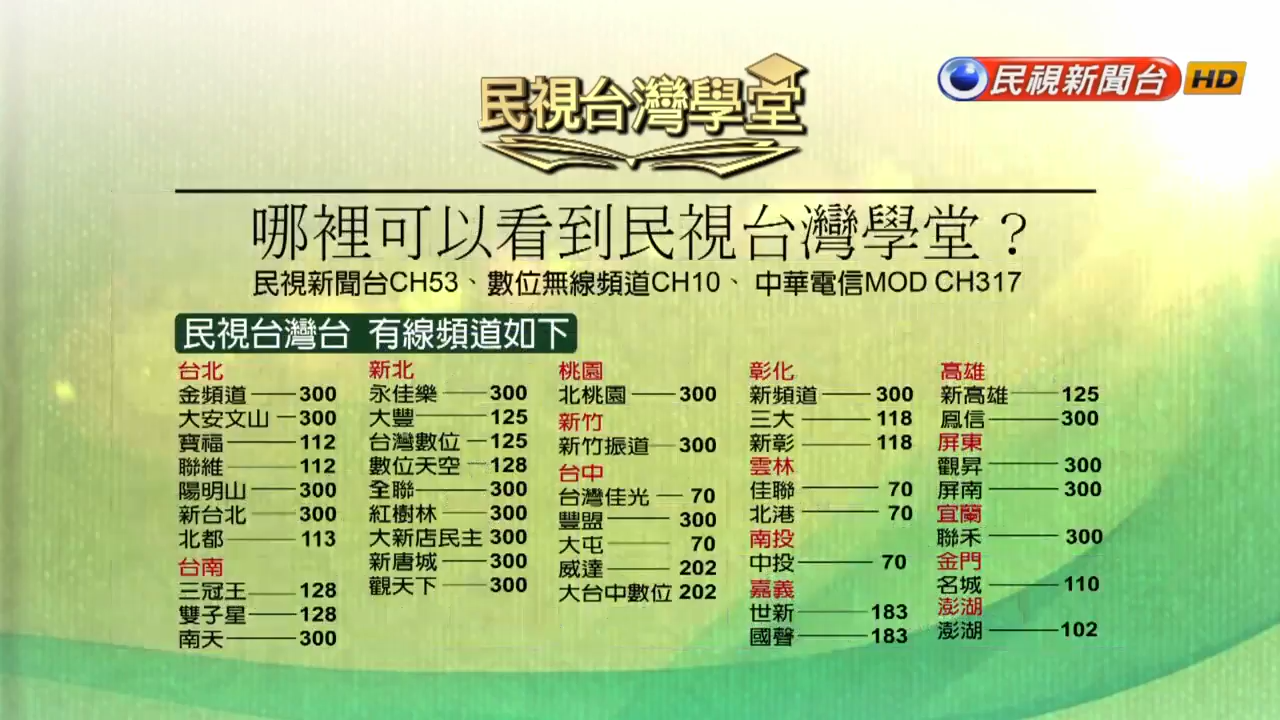 民視台灣學堂
民視新聞台 HD
哪裡可以看到民視台灣學堂？
民視新聞台CH53、數位無線頻道CH10、中華電信MOD CH317
民視台灣台 有線頻道如下
台北
金頻道 300
大安文山 300
寶福 112
聯維 112
陽明山 300
新台北 300
北都 113
台南
三冠王 128
雙子星 128
南天 300
新北
永佳樂 300
大豐 125
台灣數位 125
數位天空 128
全聯 300
紅樹林 300
大新店民主 300
新唐城 300
觀天下 300
桃園
北桃園 300
新竹
新竹振道 300
台中
台灣佳光 70
豐盟 300
大屯 70
威達 202
大台中數位 202
彰化
新頻道 300
三大 118
新彰 118
雲林
佳聯 70
北港 70
南投
中投 70
嘉義
世新 183
國聲 183
高雄
新高雄 125
鳳信 300
屏東
觀昇 300
屏南 300
宜蘭
聯禾 300
金門
名城 110
澎湖
澎湖 102